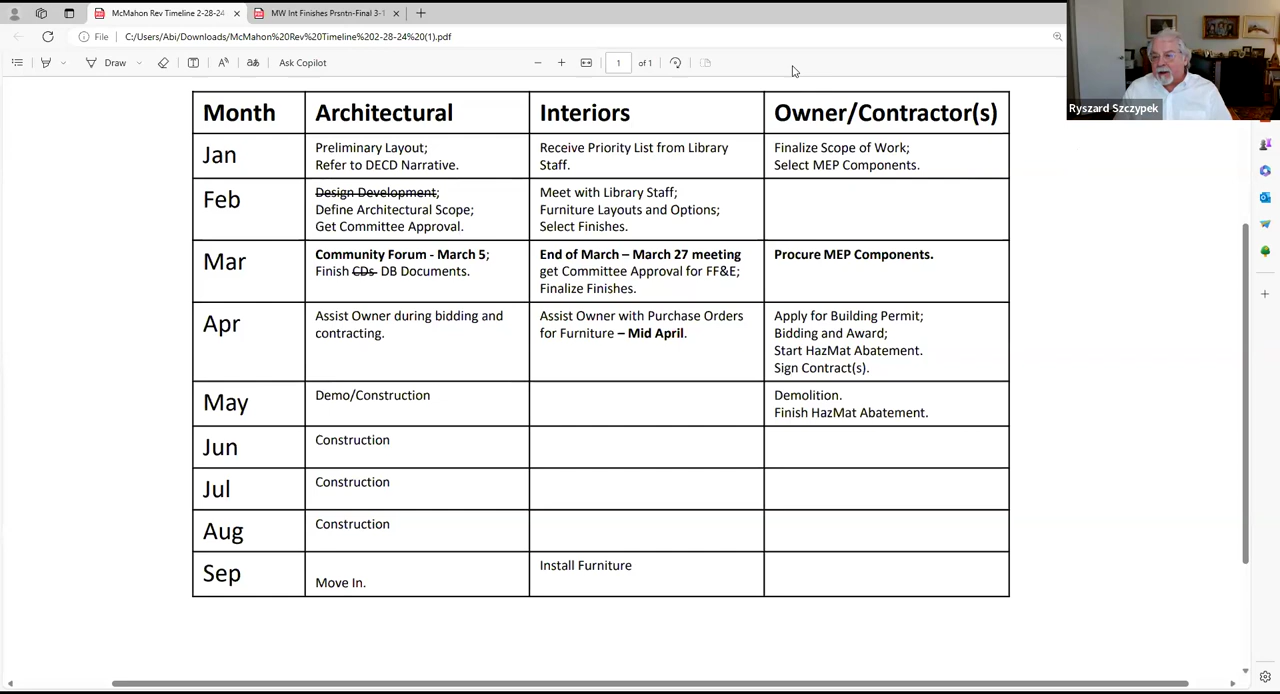 McMahon Rev Timeline 2-28-24
MW Int Finishes Prsntn-Final 3-1
File
C:/Users/Abi/Downloads/McMahon%20Rev%20Timeline%202-28-24%20(1).pdf
Draw
Ask Copilot
1
of 1
Ryszard Szczypek
Month
Architectural
Interiors
Owner/Contractor(s)
Jan
Preliminary Layout;
Refer to DECD Narrative.
Receive Priority List from Library
Staff.
Finalize Scope of Work;
Select MEP Components.
Feb
Design Development;
Define Architectural Scope;
Get Committee Approval.
Meet with Library Staff;
Furniture Layouts and Options;
Select Finishes.
Mar
Community Forum - March 5;
Finish CDs DB Documents.
End of March – March 27 meeting
get Committee Approval for FF&E;
Finalize Finishes.
Procure MEP Components.
Apr
Assist Owner during bidding and
contracting.
Assist Owner with Purchase Orders
for Furniture – Mid April.
Apply for Building Permit;
Bidding and Award;
Start HazMat Abatement.
Sign Contract(s).
May
Demo/Construction
Demolition.
Finish HazMat Abatement.
Jun
Construction
Jul
Construction
Aug
Construction
Sep
Move In.
Install Furniture